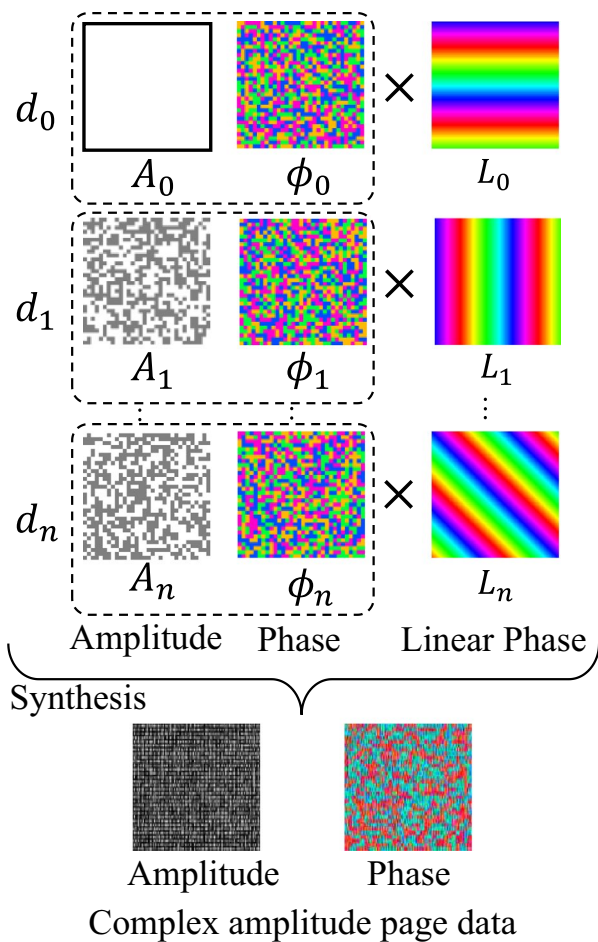 d₀
×
A₀ ϕ₀ L₀
d₁
×
A₁ ϕ₁ L₁
⋮ ⋮ ⋮
dₙ
×
Aₙ ϕₙ Lₙ
Amplitude Phase Linear Phase
Synthesis
Amplitude Phase
Complex amplitude page data